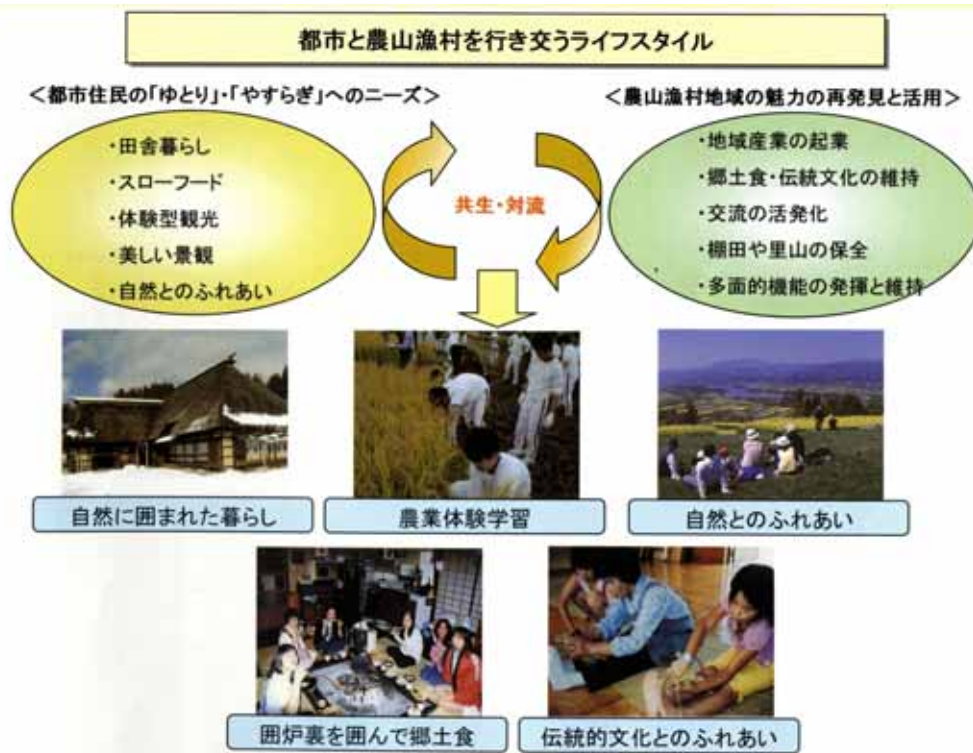 都市と農山漁村を行き交うライフスタイル
＜都市住民の「ゆとり」・「やすらぎ」へのニーズ＞
・田舎暮らし
・スローフード
・体験型観光
・美しい景観
・自然とのふれあい
共生・対流
＜農山漁村地域の魅力の再発見と活用＞
・地域産業の起業
・郷土食・伝統文化の維持
・交流の活発化
・棚田や里山の保全
・多面的機能の発揮と維持
自然に囲まれた暮らし
農業体験学習
自然とのふれあい
囲炉裏を囲んで郷土食
伝統的文化とのふれあい